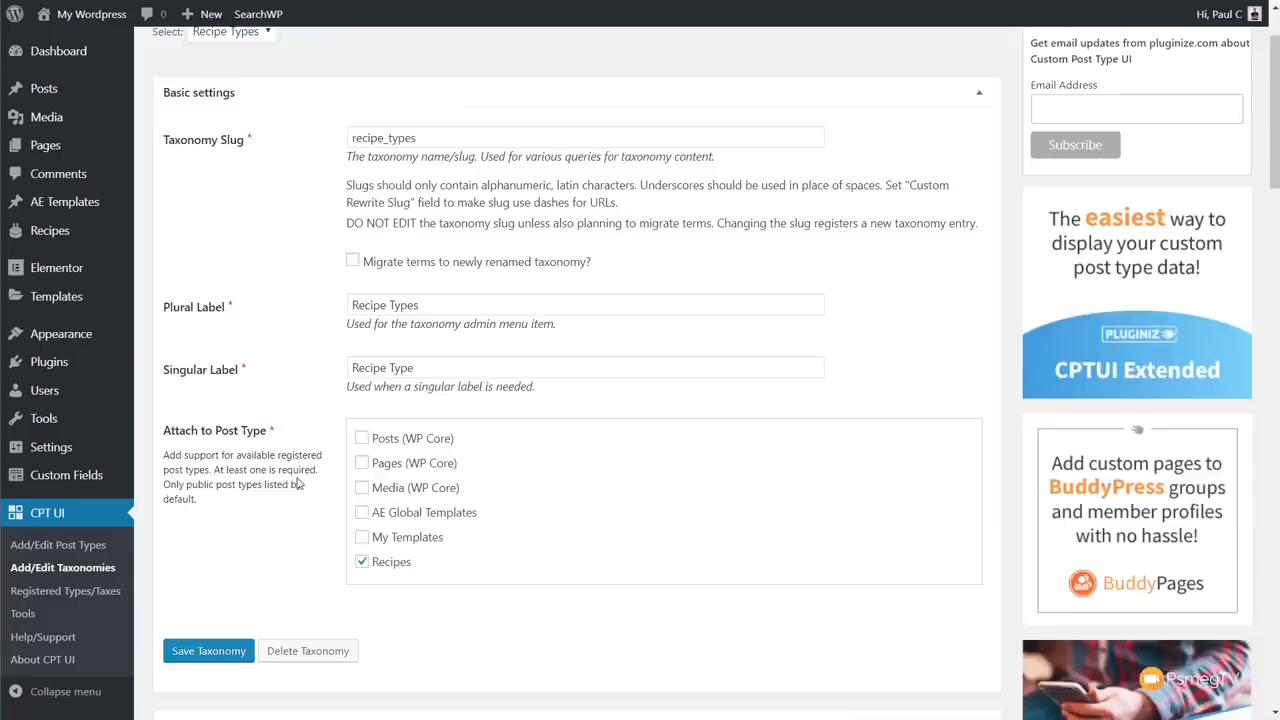 My Wordpress
0
New
SearchWP
Hi, Paul C
Dashboard
Posts
Media
Pages
Comments
AE Templates
Recipes
Elementor
Templates
Appearance
Plugins
Users
Tools
Settings
Custom Fields
CPT UI
Add/Edit Post Types
Add/Edit Taxonomies
Registered Types/Taxes
Tools
Help/Support
About CPT UI
Collapse menu
Select: Recipe Types
Basic settings
Taxonomy Slug *
recipe_types
The taxonomy name/slug. Used for various queries for taxonomy content.
Slugs should only contain alphanumeric, latin characters. Underscores should be used in place of spaces. Set "Custom
Rewrite Slug" field to make slug use dashes for URLs.
DO NOT EDIT the taxonomy slug unless also planning to migrate terms. Changing the slug registers a new taxonomy entry.
Migrate terms to newly renamed taxonomy?
Plural Label *
Recipe Types
Used for the taxonomy admin menu item.
Singular Label *
Recipe Type
Used when a singular label is needed.
Attach to Post Type *
Add support for available registered
post types. At least one is required.
Only public post types listed by
default.
Posts (WP Core)
Pages (WP Core)
Media (WP Core)
AE Global Templates
My Templates
Recipes
Save Taxonomy
Delete Taxonomy
Get email updates from pluginize.com about
Custom Post Type UI
Email Address
Subscribe
The easiest way to
display your custom
post type data!
PLUGINIZ
CPTUI Extended
Add custom pages to
BuddyPress groups
and member profiles
with no hassle!
BuddyPages
PsmegTV